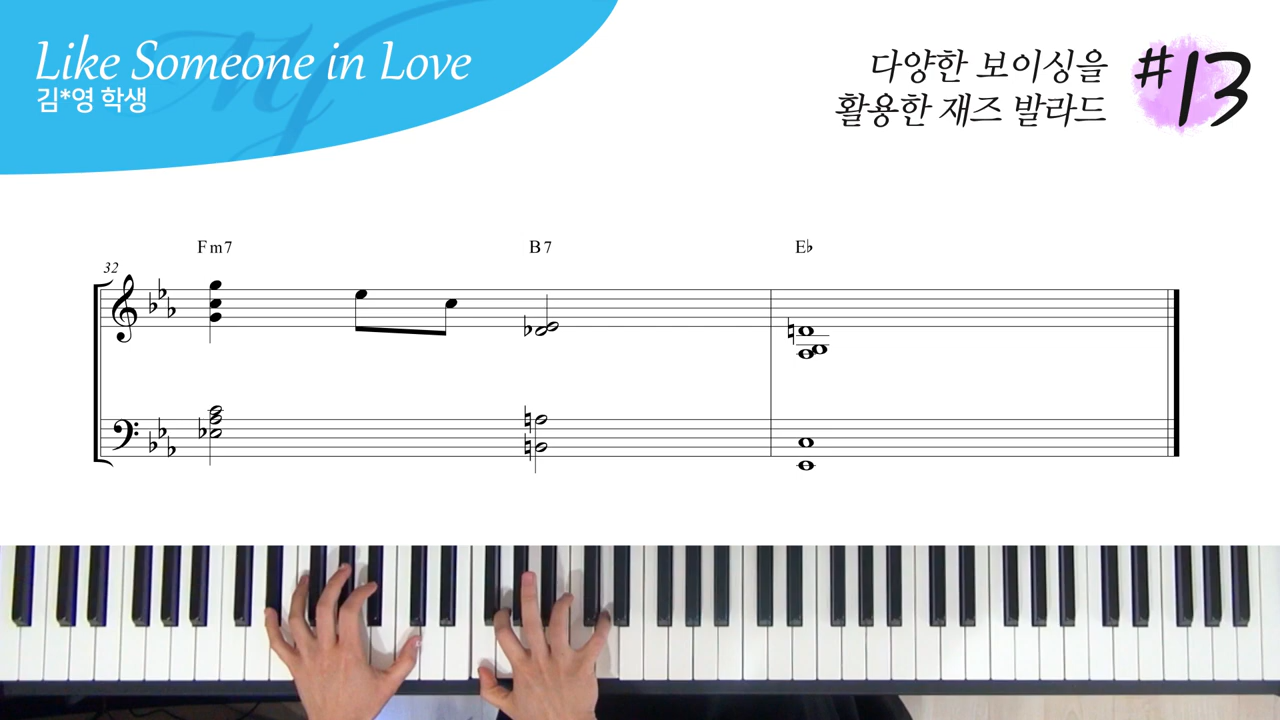 Like Someone in Love
김*영 학생
다양한 보이싱을
활용한 재즈 발라드
#13
Fm7 B7 E♭
32